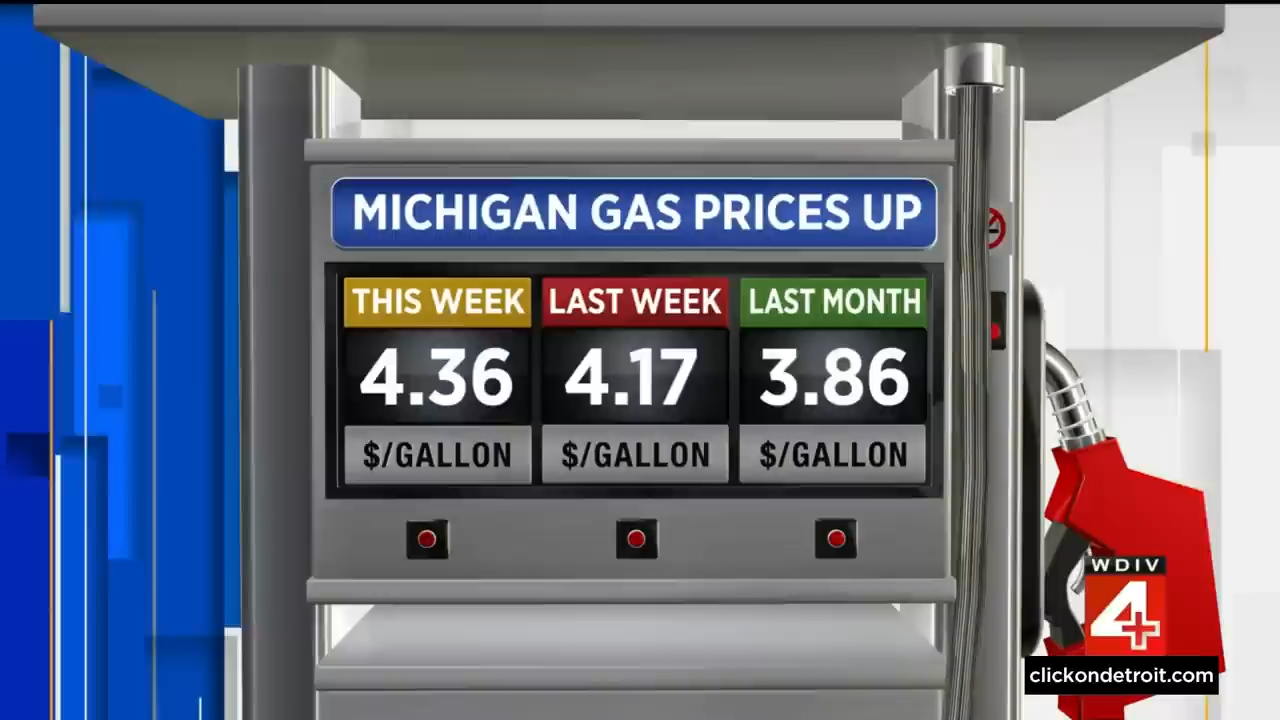 MICHIGAN GAS PRICES UP
THIS WEEK LAST WEEK LAST MONTH
4.36 4.17 3.86
$/GALLON $/GALLON $/GALLON
WDIV
4+
clickondetroit.com